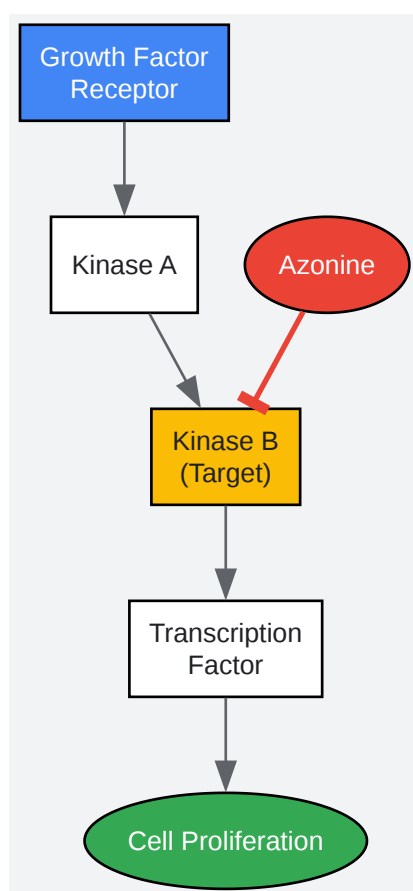 Growth Factor
Receptor
Kinase A
Azonine
Kinase B
(Target)
Transcription
Factor
Cell Proliferation